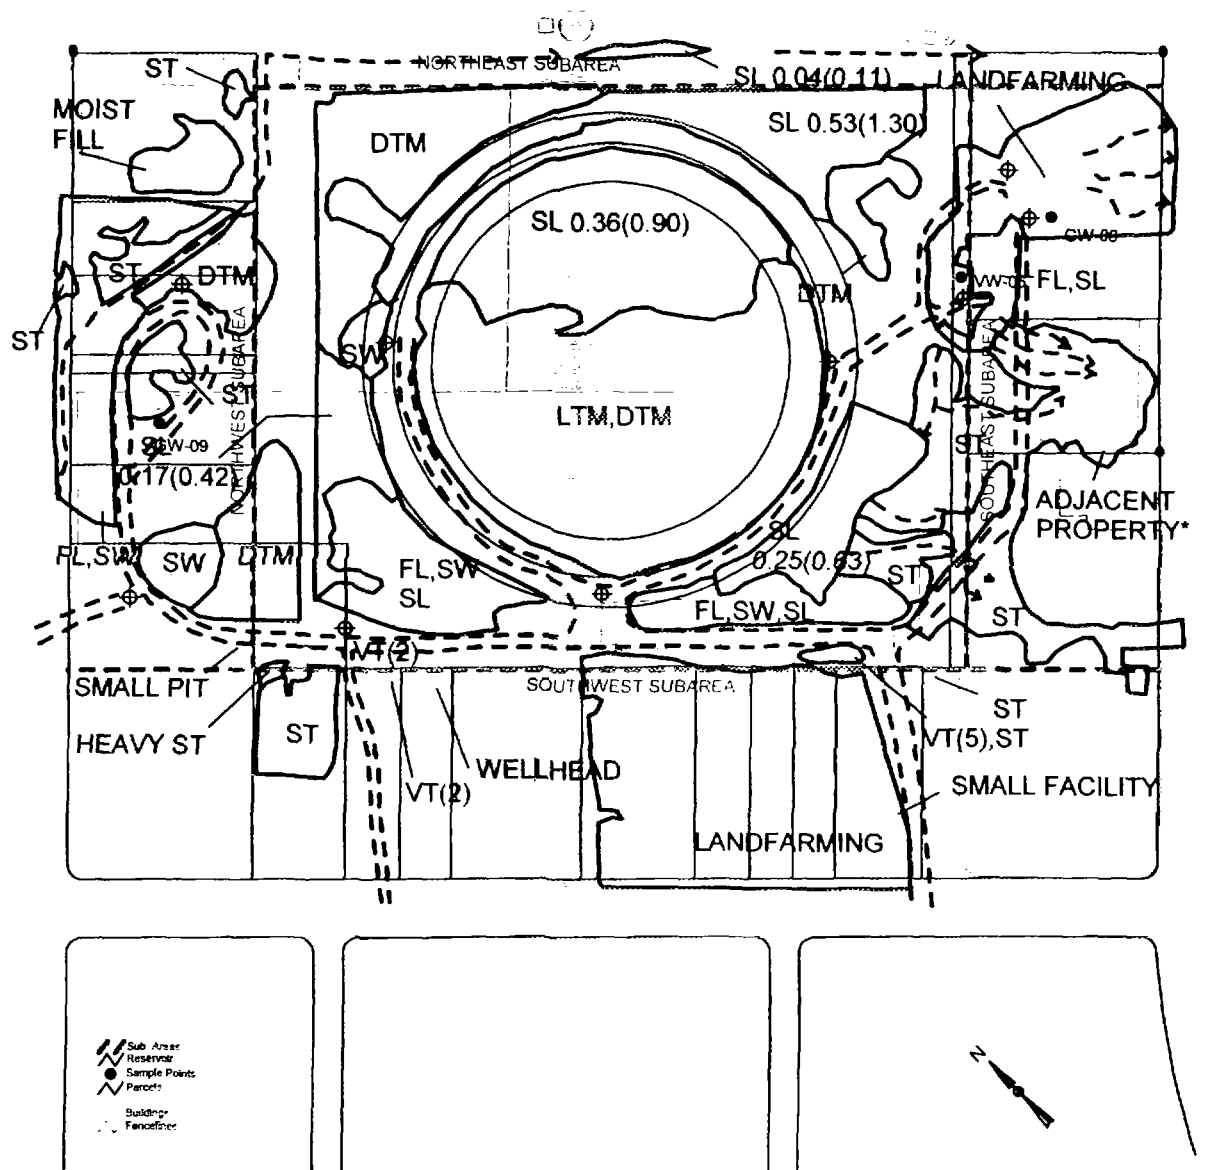 NORTHEAST SUBAREA
ST
SL 0.04(0.11)
LANDFARMING
MOIST
FILL
DTM
SL 0.53(1.30)
SL 0.36(0.90)
GW-08
ST
DTM
DTM
FL,SL
ST
SW
NORTHWEST SUBAREA
ST
LTM,DTM
SOUTHEAST SUBAREA
ST
SL
0.17(0.42)
ADJACENT
PROPERTY*
SL
0.25(0.63)
FL,SW
SW
DTM
FL,SW
SL
ST
FL,SW,SL
ST
VT(2)
SMALL PIT
SOUTHWEST SUBAREA
ST
HEAVY ST
ST
VT(5),ST
WELLHEAD
VT(2)
SMALL FACILITY
LANDFARMING
Sub Areas
Reservoir
Sample Points
Parcels
Buildings
Fencelines
N